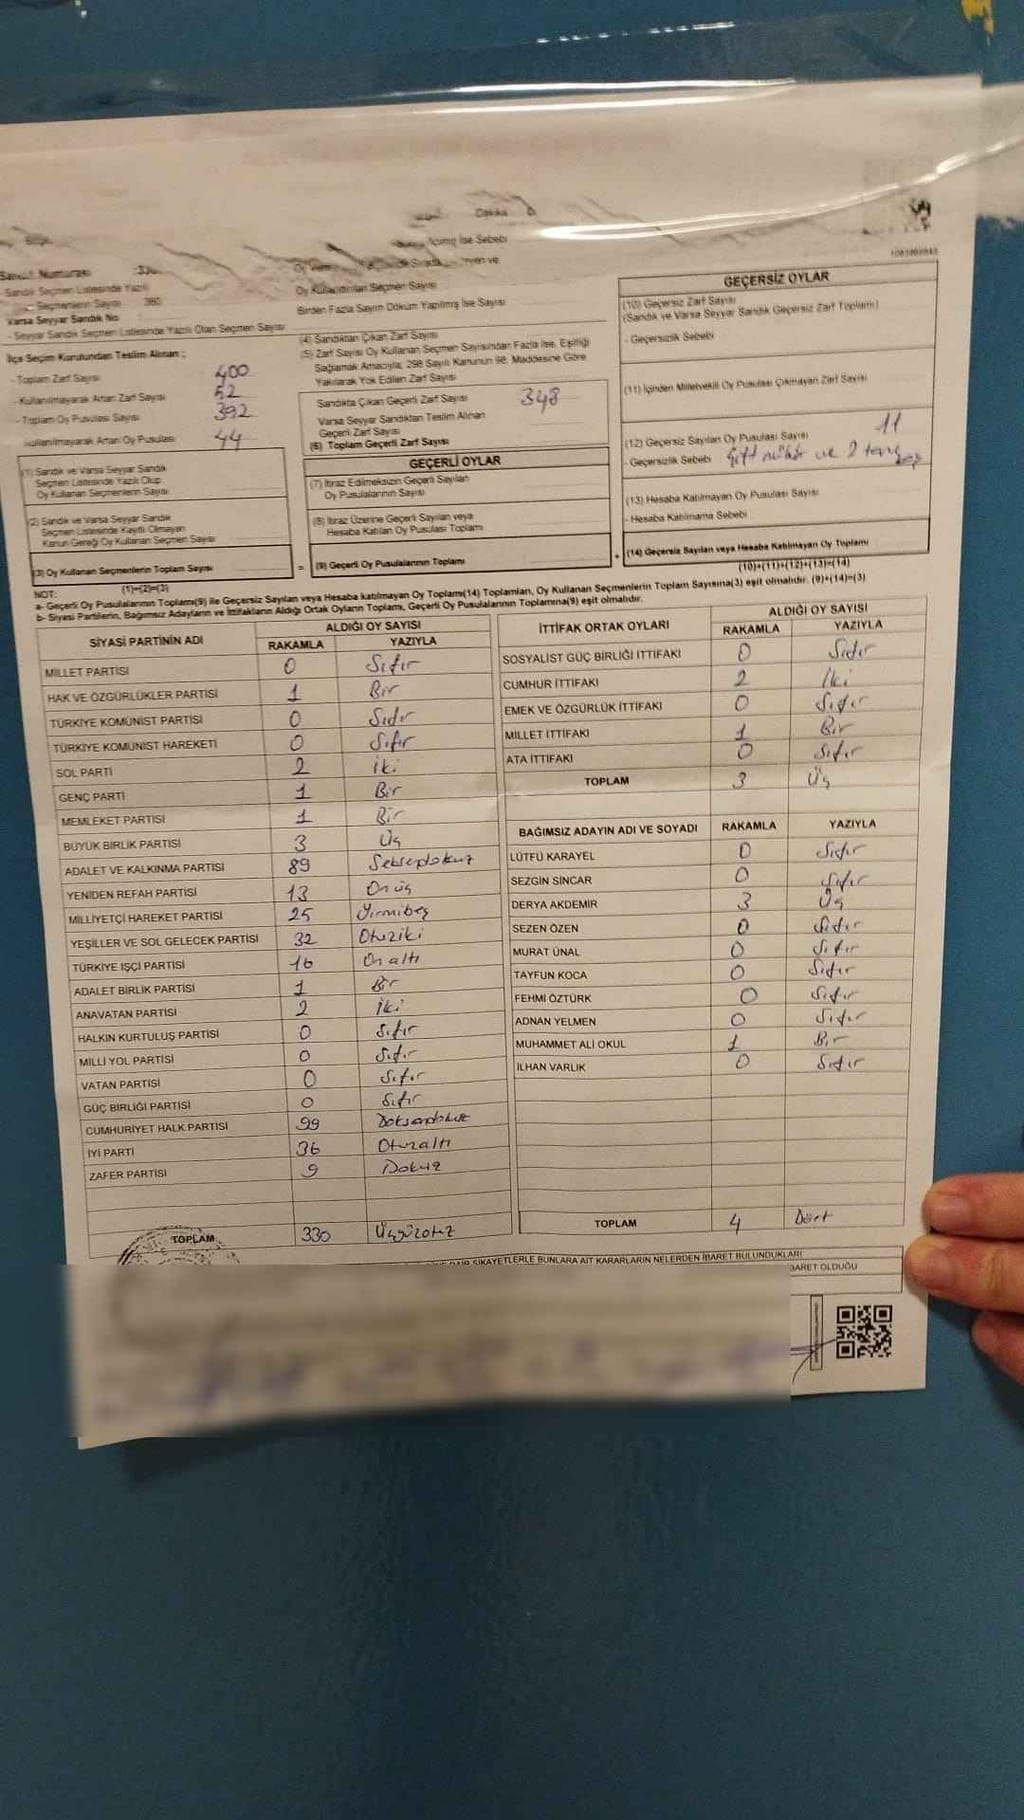 Dakika 0
İçimiş İse Sebebi
Sandık Numarası
Sandık Seçmen Listesinde Yazılı
Seçmenlerin Sayısı 380
Varsa Seyyar Sandık No
- Seyyar Sandık Seçmen Listesinde Yazılı Olan Seçmen Sayısı
İlçe Seçim Kurulundan Teslim Alınan ;
- Toplam Zarf Sayısı 400
- Kullanılmayarak Artan Zarf Sayısı 52
- Toplam Oy Pusulası Sayısı 392
- Kullanılmayarak Artan Oy Pusulası 44
(1) Sandık ve Varsa Seyyar Sandık
Seçmen Listesinde Yazılı Olup
Oy Kullanan Seçmenlerin Sayısı
(2) Sandık ve Varsa Seyyar Sandık
Seçmen Listesinde Kayıtlı Olmayan
Kanun Gereği Oy Kullanan Seçmen Sayısı
(3) Oy Kullanan Seçmenlerin Toplam Sayısı
(1)+(2)=(3)
Oy Kullandırılan Seçmen Sayısı
Birden Fazla Sayım Döküm Yapılmış İse Sayısı
(4) Sandıktan Çıkan Zarf Sayısı
(5) Zarf Sayısı Oy Kullanan Seçmen Sayısından Fazla İse, Eşitliği
Sağlamak Amacıyla, 298 Sayılı Kanunun 98. Maddesine Göre
Yakılarak Yok Edilen Zarf Sayısı
Sandıkta Çıkan Geçerli Zarf Sayısı 348
Varsa Seyyar Sandıktan Teslim Alınan
Geçerli Zarf Sayısı
(6) Toplam Geçerli Zarf Sayısı
GEÇERLİ OYLAR
(7) İtiraz Edilmeksizin Geçerli Sayılan
Oy Pusulalarının Sayısı
(8) İtiraz Üzerine Geçerli Sayılan veya
Hesaba Katılan Oy Pusulası Toplamı
= (9) Geçerli Oy Pusulalarının Toplamı
GEÇERSİZ OYLAR
(10) Geçersiz Zarf Sayısı
(Sandık ve Varsa Seyyar Sandık Geçersiz Zarf Toplamı)
- Geçersizlik Sebebi
(11) İçinden Milletvekili Oy Pusulası Çıkmayan Zarf Sayısı
(12) Geçersiz Sayılan Oy Pusulası Sayısı 11
- Geçersizlik Sebebi Çift mühür ve 2 tane boş
(13) Hesaba Katılmayan Oy Pusulası Sayısı
- Hesaba Katılmama Sebebi
+ (14) Geçersiz Sayılan veya Hesaba Katılmayan Oy Toplamı
(10)+(11)+(12)+(13)=(14)
NOT:
a- Geçerli Oy Pusulalarının Toplamı(9) ile Geçersiz Sayılan veya Hesaba katılmayan Oy Toplamı(14) Toplamları, Oy Kullanan Seçmenlerin Toplam Sayısına(3) eşit olmalıdır. (9)+(14)=(3)
b- Siyasi Partilerin, Bağımsız Adayların ve İttifakların Aldığı Ortak Oyların Toplamı, Geçerli Oy Pusulalarının Toplamına(9) eşit olmalıdır.
SİYASİ PARTİNİN ADI ALDIĞI OY SAYISI
RAKAMLA YAZIYLA
MİLLET PARTİSİ 0 Sıfır
HAK VE ÖZGÜRLÜKLER PARTİSİ 1 Bir
TÜRKİYE KOMÜNİST PARTİSİ 0 Sıfır
TÜRKİYE KOMÜNİST HAREKETİ 0 Sıfır
SOL PARTİ 2 İki
GENÇ PARTİ 1 Bir
MEMLEKET PARTİSİ 1 Bir
BÜYÜK BİRLİK PARTİSİ 3 Üç
ADALET VE KALKINMA PARTİSİ 89 Seksendokuz
YENİDEN REFAH PARTİSİ 13 Onüç
MİLLİYETÇİ HAREKET PARTİSİ 25 Yirmibeş
YEŞİLLER VE SOL GELECEK PARTİSİ 32 Otuziki
TÜRKİYE İŞÇİ PARTİSİ 16 Onaltı
ADALET BİRLİK PARTİSİ 1 Bir
ANAVATAN PARTİSİ 2 İki
HALKIN KURTULUŞ PARTİSİ 0 Sıfır
MİLLİ YOL PARTİSİ 0 Sıfır
VATAN PARTİSİ 0 Sıfır
GÜÇ BİRLİĞİ PARTİSİ 0 Sıfır
CUMHURİYET HALK PARTİSİ 99 Doksandokuz
İYİ PARTİ 36 Otuzaltı
ZAFER PARTİSİ 9 Dokuz
TOPLAM 330 Üçyüzotuz
İTTİFAK ORTAK OYLARI ALDIĞI OY SAYISI
RAKAMLA YAZIYLA
SOSYALİST GÜÇ BİRLİĞİ İTTİFAKI 0 Sıfır
CUMHUR İTTİFAKI 2 İki
EMEK VE ÖZGÜRLÜK İTTİFAKI 0 Sıfır
MİLLET İTTİFAKI 1 Bir
ATA İTTİFAKI 0 Sıfır
TOPLAM 3 Üç
BAĞIMSIZ ADAYIN ADI VE SOYADI RAKAMLA YAZIYLA
LÜTFÜ KARAYEL 0 Sıfır
SEZGİN SİNCAR 0 Sıfır
DERYA AKDEMİR 3 Üç
SEZEN ÖZEN 0 Sıfır
MURAT ÜNAL 0 Sıfır
TAYFUN KOCA 0 Sıfır
FEHMİ ÖZTÜRK 0 Sıfır
ADNAN YELMEN 0 Sıfır
MUHAMMET ALİ OKUL 1 Bir
İLHAN VARLIK 0 Sıfır
TOPLAM 4 Dört
DAİR ŞİKAYETLERLE BUNLARA AİT KARARLARIN NELERDEN İBARET BULUNDUKLARI
İBARET OLDUĞU